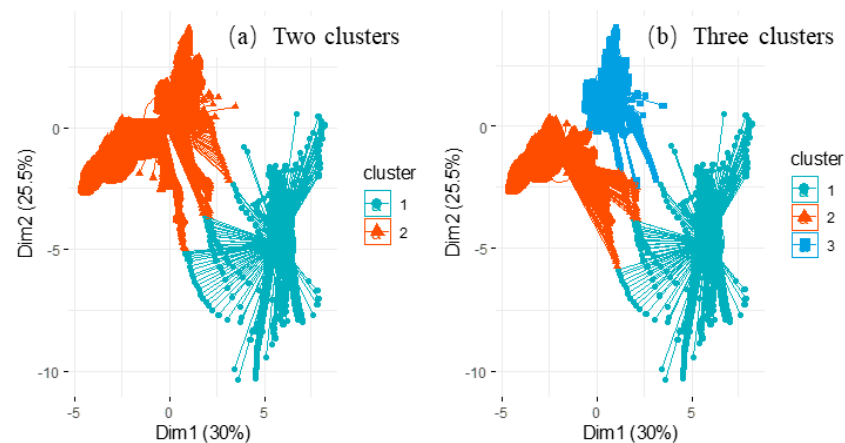 (a) Two clusters
0
-5
-10
-5
0
5
Dim2 (25.5%)
Dim1 (30%)
cluster
1
2
(b) Three clusters
0
-5
-10
-5
0
5
Dim2 (25.5%)
Dim1 (30%)
cluster
1
2
3